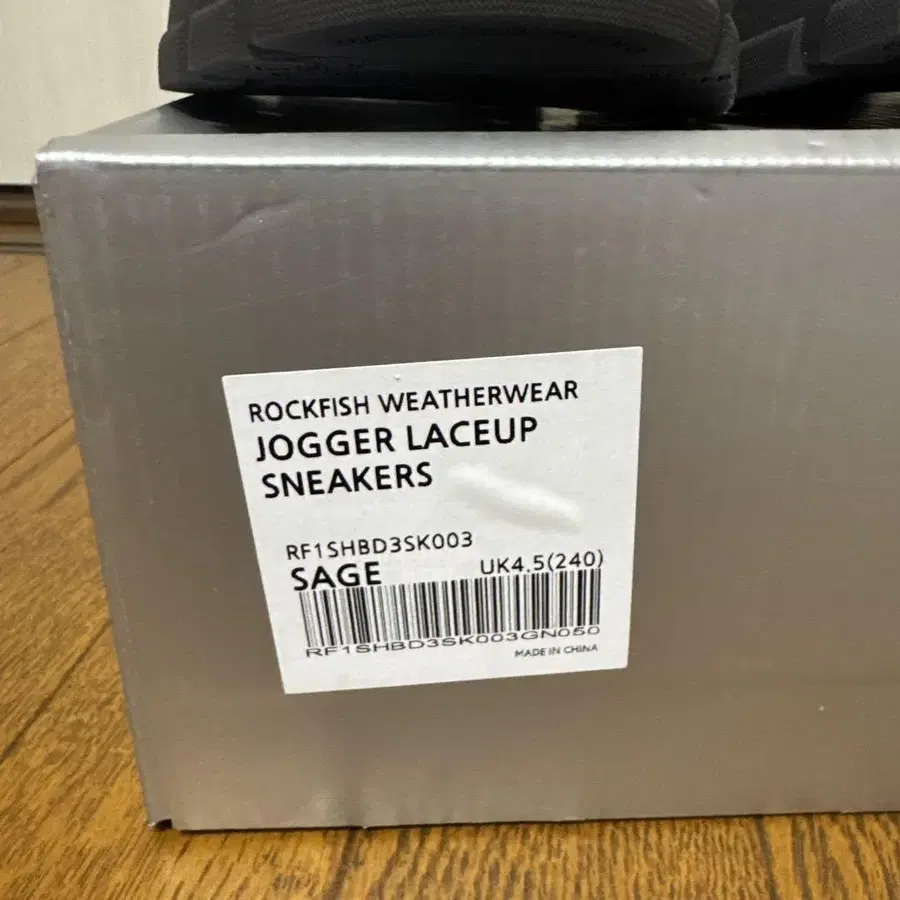 ROCKFISH WEATHERWEAR
JOGGER LACEUP
SNEAKERS
RF1SHBD3SK003
SAGE UK4.5(240)
RF1SHBD3SK003GN050
MADE IN CHINA